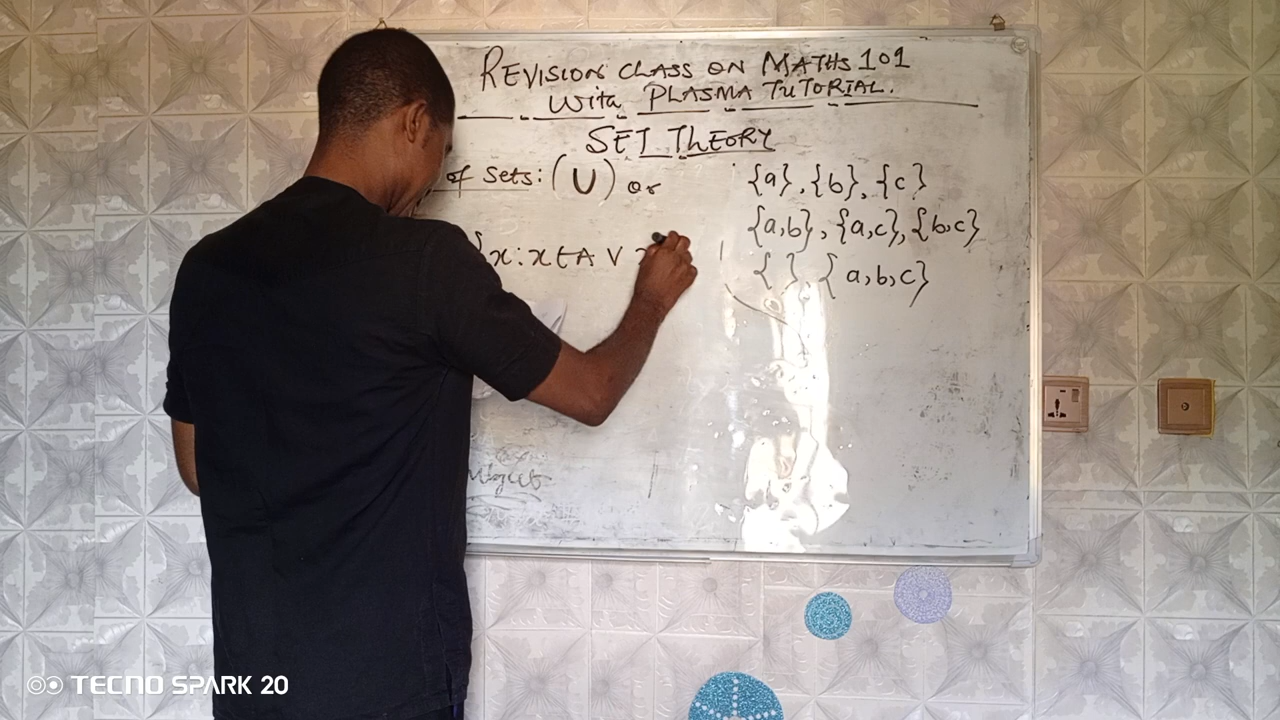 REVISION CLASS ON MATHS 101
With PLASMA TUTORIAL.
SET THEORY
of Sets: (U) or
{x:x∈A V
{a}, {b}, {c}
{a,b}, {a,c}, {b,c}
{ } { a,b,c}
TECNO SPARK 20